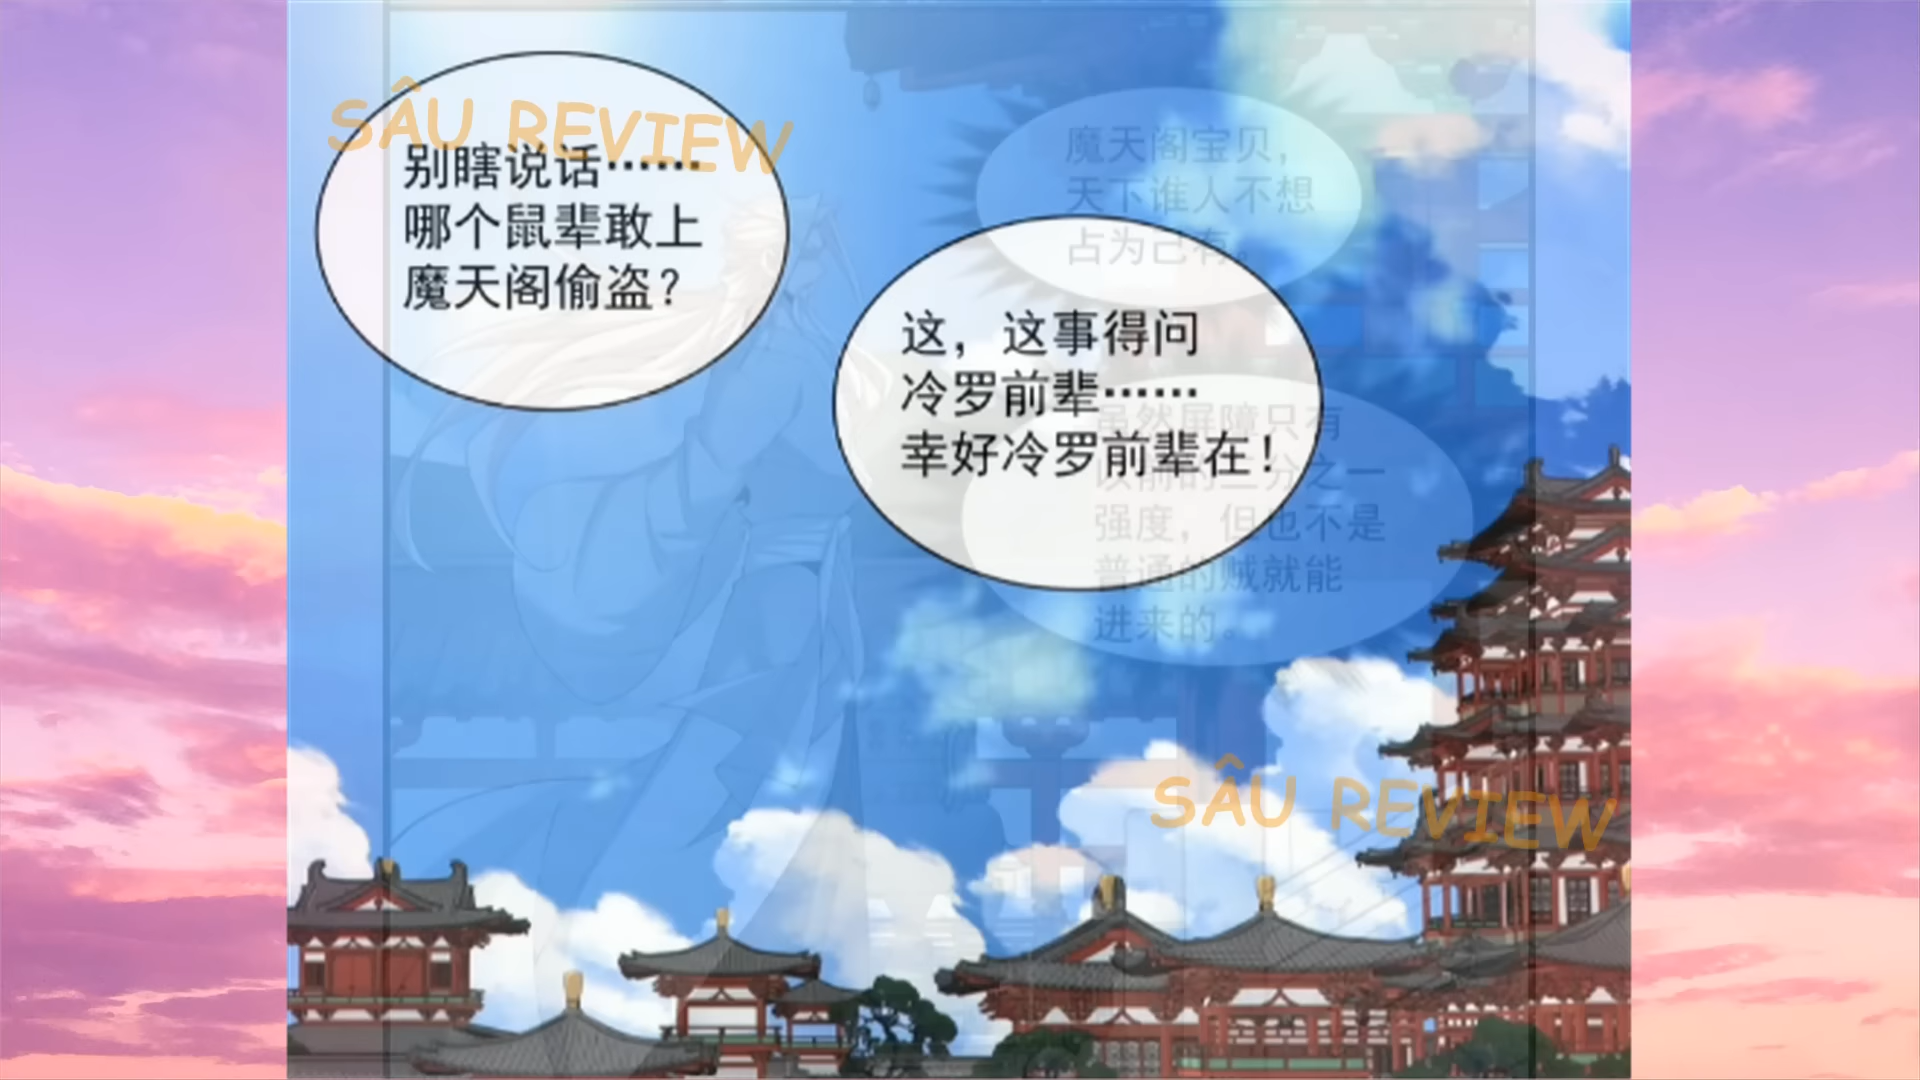 SÂU REVIEW
别瞎说话……
哪个鼠辈敢上
魔天阁偷盗？
魔天阁宝贝，
天下谁人不想
占为己有。
这，这事得问
冷罗前辈……
幸好冷罗前辈在！
虽然屏障只有
以前的三分之一
强度，但也不是
普通的贼就能
进来的。
SÂU REVIEW